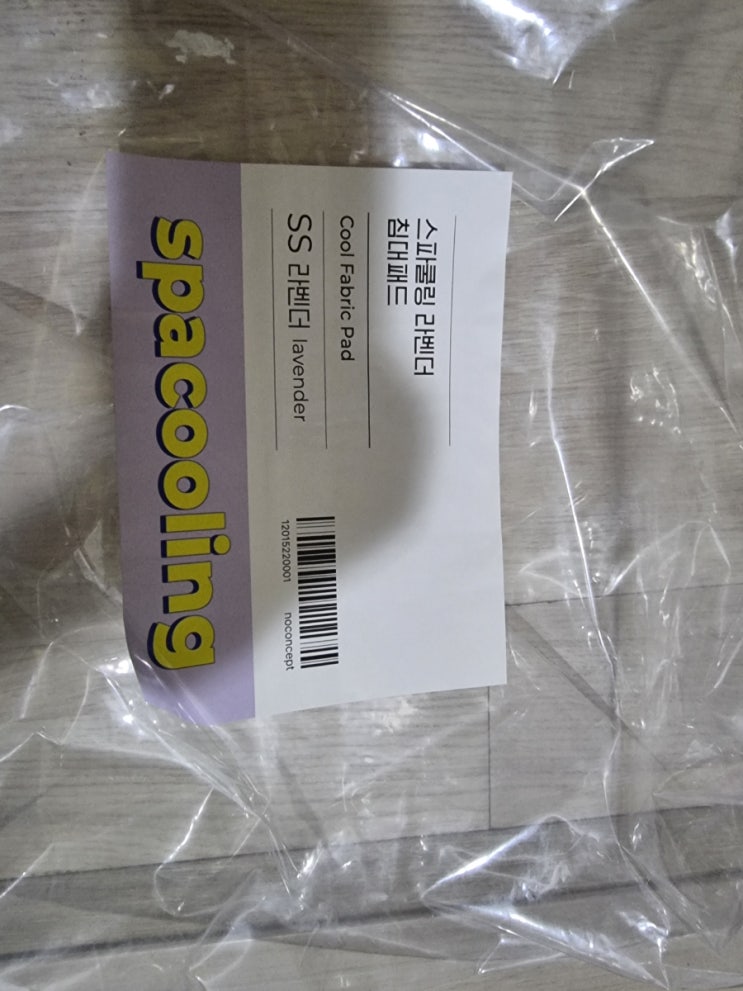 스파쿨링 라벤더
침대패드
Cool Fabric Pad
SS 라벤더 lavender
12015220001 noconcept
spacooling